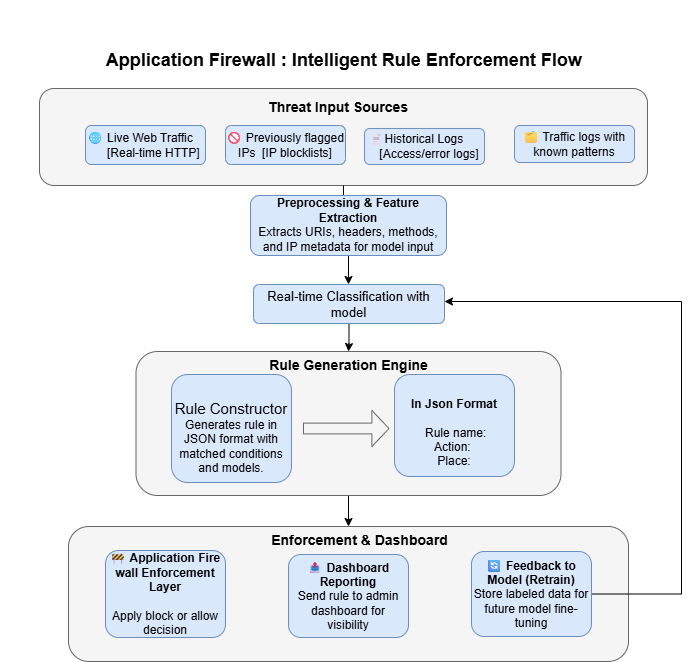 Application Firewall : Intelligent Rule Enforcement Flow
Threat Input Sources
Live Web Traffic
[Real-time HTTP]
Previously flagged
IPs [IP blocklists]
Historical Logs
[Access/error logs]
Traffic logs with
known patterns
Preprocessing & Feature
Extraction
Extracts URIs, headers, methods,
and IP metadata for model input
Real-time Classification with
model
Rule Generation Engine
Rule Constructor
Generates rule in
JSON format with
matched conditions
and models.
In Json Format
Rule name:
Action:
Place:
Enforcement & Dashboard
Application Fire
wall Enforcement
Layer
Apply block or allow
decision
Dashboard
Reporting
Send rule to admin
dashboard for
visibility
Feedback to
Model (Retrain)
Store labeled data for
future model fine-
tuning